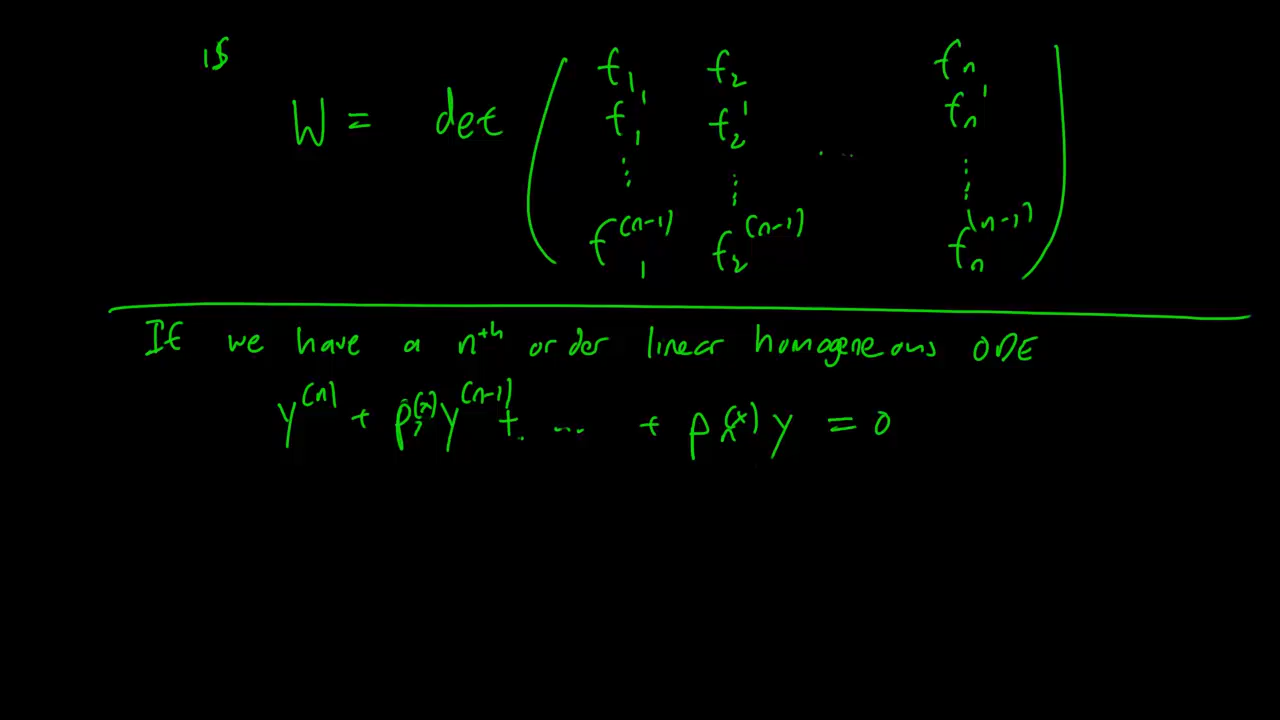 is
W = det ( f₁ f₂ fₙ
f₁' f₂' ... fₙ'
⋮ ⋮ ⋮
f₁⁽ⁿ⁻¹⁾ f₂⁽ⁿ⁻¹⁾ fₙ⁽ⁿ⁻¹⁾ )
If we have a nᵗʰ order linear homogeneous ODE
y⁽ⁿ⁾ + p₁(x) y⁽ⁿ⁻¹⁾ + ... + pₙ(x) y = 0